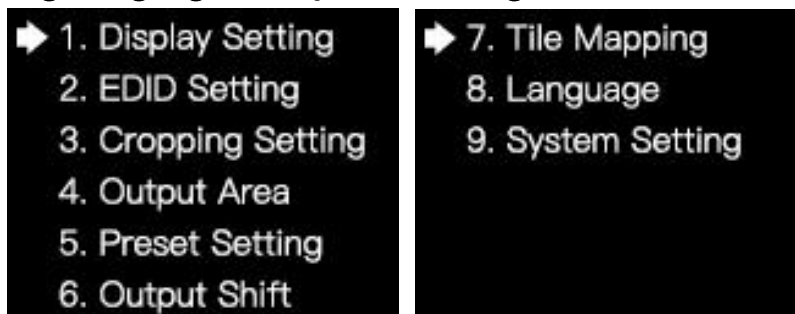 1. Display Setting
2. EDID Setting
3. Cropping Setting
4. Output Area
5. Preset Setting
6. Output Shift
7. Tile Mapping
8. Language
9. System Setting